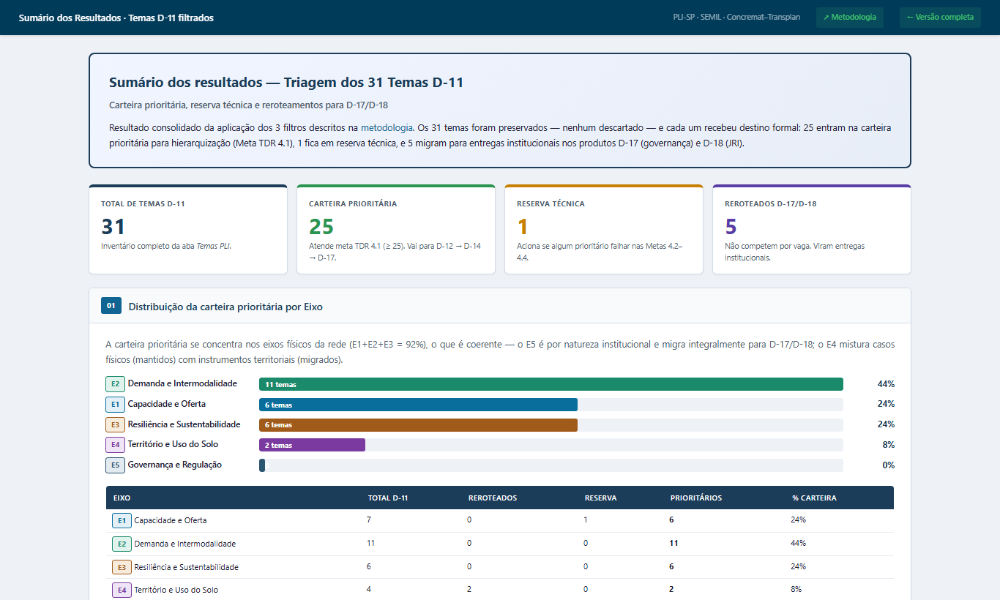 Sumário dos Resultados · Temas D-11 filtrados
PLI-SP · SEMIL · Concremat–Transplan
↗ Metodologia
← Versão completa
Sumário dos resultados — Triagem dos 31 Temas D-11
Carteira prioritária, reserva técnica e reroteamentos para D-17/D-18
Resultado consolidado da aplicação dos 3 filtros descritos na metodologia. Os 31 temas foram preservados — nenhum descartado — e cada um recebeu destino formal: 25 entram na carteira
prioritária para hierarquização (Meta TDR 4.1), 1 fica em reserva técnica, e 5 migram para entregas institucionais nos produtos D-17 (governança) e D-18 (JRI).
TOTAL DE TEMAS D-11
31
Inventário completo da aba Temas PLI.
CARTEIRA PRIORITÁRIA
25
Atende meta TDR 4.1 (≥ 25). Vai para D-12 → D-14
→ D-17.
RESERVA TÉCNICA
1
Aciona se algum prioritário falhar nas Metas 4.2–
4.4.
REROTEADOS D-17/D-18
5
Não competem por vaga. Viram entregas
institucionais.
01 Distribuição da carteira prioritária por Eixo
A carteira prioritária se concentra nos eixos físicos da rede (E1+E2+E3 = 92%), o que é coerente — o E5 é por natureza institucional e migra integralmente para D-17/D-18; o E4 mistura casos
físicos (mantidos) com instrumentos territoriais (migrados).
E2 Demanda e Intermodalidade 11 temas 44%
E1 Capacidade e Oferta 6 temas 24%
E3 Resiliência e Sustentabilidade 6 temas 24%
E4 Território e Uso do Solo 2 temas 8%
E5 Governança e Regulação 0%
EIXO TOTAL D-11 REROTEADOS RESERVA PRIORITÁRIOS % CARTEIRA
E1 Capacidade e Oferta 7 0 1 6 24%
E2 Demanda e Intermodalidade 11 0 0 11 44%
E3 Resiliência e Sustentabilidade 6 0 0 6 24%
E4 Território e Uso do Solo 4 2 0 2 8%